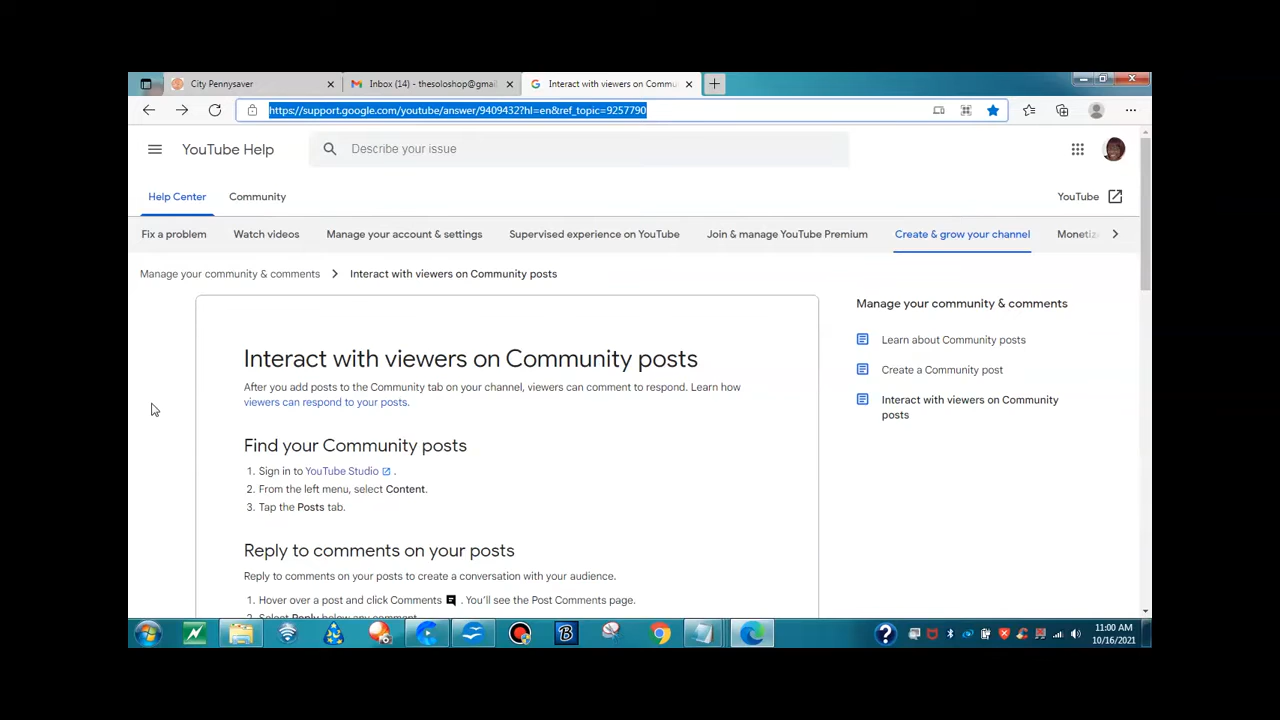 City Pennysaver
Inbox (14) - thesoloshop@gmai
Interact with viewers on Commu
https://support.google.com/youtube/answer/9409432?hl=en&ref_topic=9257790
YouTube Help
Describe your issue
Help Center
Community
YouTube
Fix a problem
Watch videos
Manage your account & settings
Supervised experience on YouTube
Join & manage YouTube Premium
Create & grow your channel
Monetiz
Manage your community & comments
Interact with viewers on Community posts
Manage your community & comments
Learn about Community posts
Create a Community post
Interact with viewers on Community
posts
Interact with viewers on Community posts
After you add posts to the Community tab on your channel, viewers can comment to respond. Learn how
viewers can respond to your posts.
Find your Community posts
1. Sign in to YouTube Studio .
2. From the left menu, select Content.
3. Tap the Posts tab.
Reply to comments on your posts
Reply to comments on your posts to create a conversation with your audience.
1. Hover over a post and click Comments . You'll see the Post Comments page.
2. Select Reply below any comment.
11:00 AM
10/16/2021